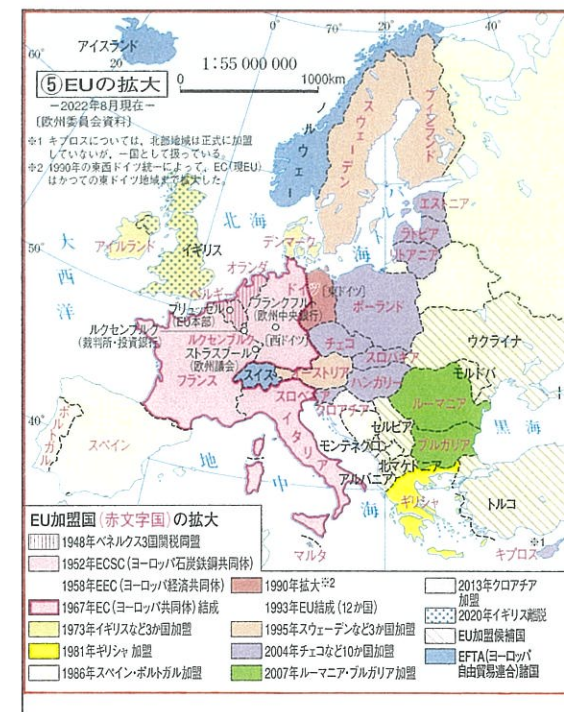 アイスランド
60°
10°
0°
10°
20°
30°
40°
1:55 000 000
0 1000km
⑤EUの拡大
−2022年8月現在−
〔欧州委員会資料〕
※1 キプロスについては、北部地域は正式に加盟
していないが、一国として扱っている。
※2 1990年の東西ドイツ統一によって、EC(現EU)
はかつての東ドイツ地域まで拡大した。
20°
50°
40°
10°
0°
10°
20°
ノルウェー
スウェーデン
フィンランド
バルト海
エストニア
ラトビア
リトアニア
北海
大西洋
アイルランド
イギリス
デンマーク
オランダ
ベルギー
ドイツ
[東ドイツ]
[西ドイツ]
ポーランド
ブリュッセル
(EU本部)
フランクフルト
(欧州中央銀行)
ルクセンブルク
(裁判所・投資銀行)
ルクセンブルク
ストラスブール
(欧州議会)
フランス
スイス
チェコ
スロバキア
オーストリア
ハンガリー
スロベニア
クロアチア
イタリア
ウクライナ
モルドバ
ルーマニア
ブルガリア
黒海
セルビア
モンテネグロ
北マケドニア
アルバニア
ギリシャ
トルコ
ポルトガル
スペイン
地中海
マルタ
※1
キプロス
EU加盟国(赤文字国)の拡大
1948年ベネルクス3国関税同盟
1952年ECSC(ヨーロッパ石炭鉄鋼共同体)
1958年EEC(ヨーロッパ経済共同体)
1967年EC(ヨーロッパ共同体)結成
1973年イギリスなど3か国加盟
1981年ギリシャ加盟
1986年スペイン・ポルトガル加盟
1990年拡大※2
1993年EU結成(12か国)
1995年スウェーデンなど3か国加盟
2004年チェコなど10か国加盟
2007年ルーマニア・ブルガリア加盟
2013年クロアチア
加盟
2020年イギリス離脱
EU加盟候補国
EFTA(ヨーロッパ
自由貿易連合)諸国